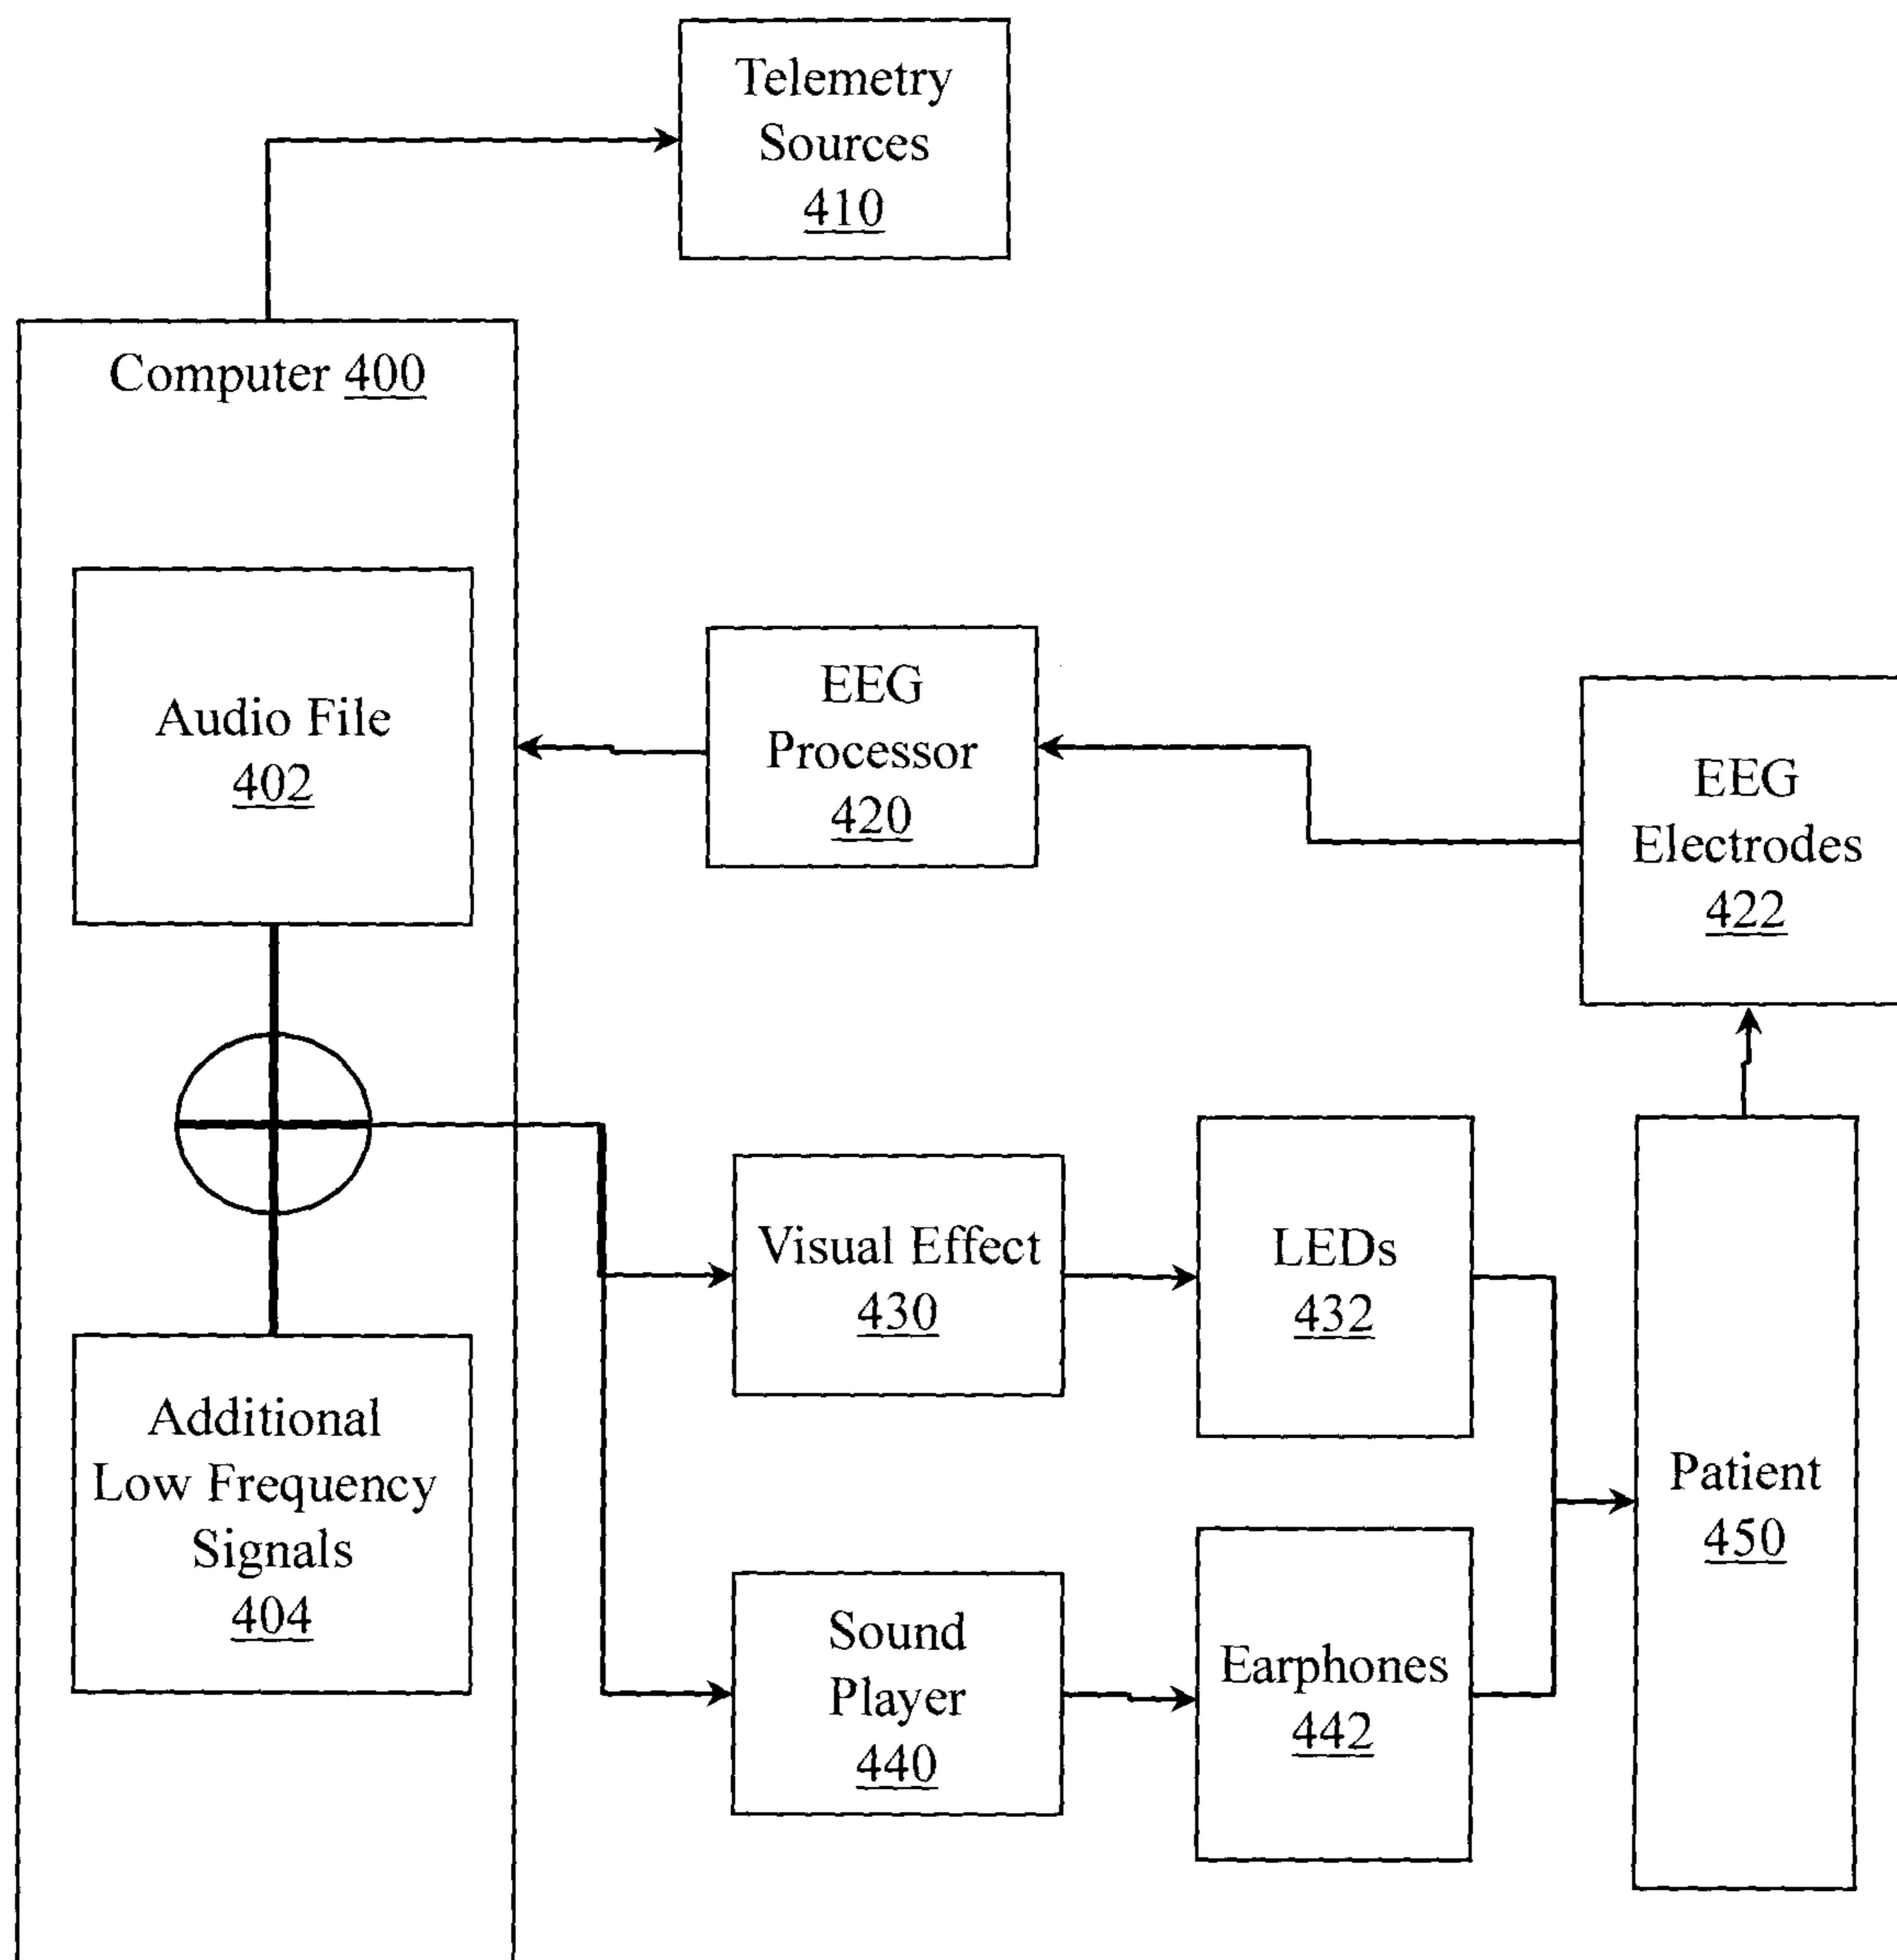 Telemetry
Sources
410
Computer 400
Audio File
402
EEG
Processor
420
EEG
Electrodes
422
Visual Effect
430
LEDs
432
Additional
Low Frequency
Signals
404
Sound
Player
440
Earphones
442
Patient
450